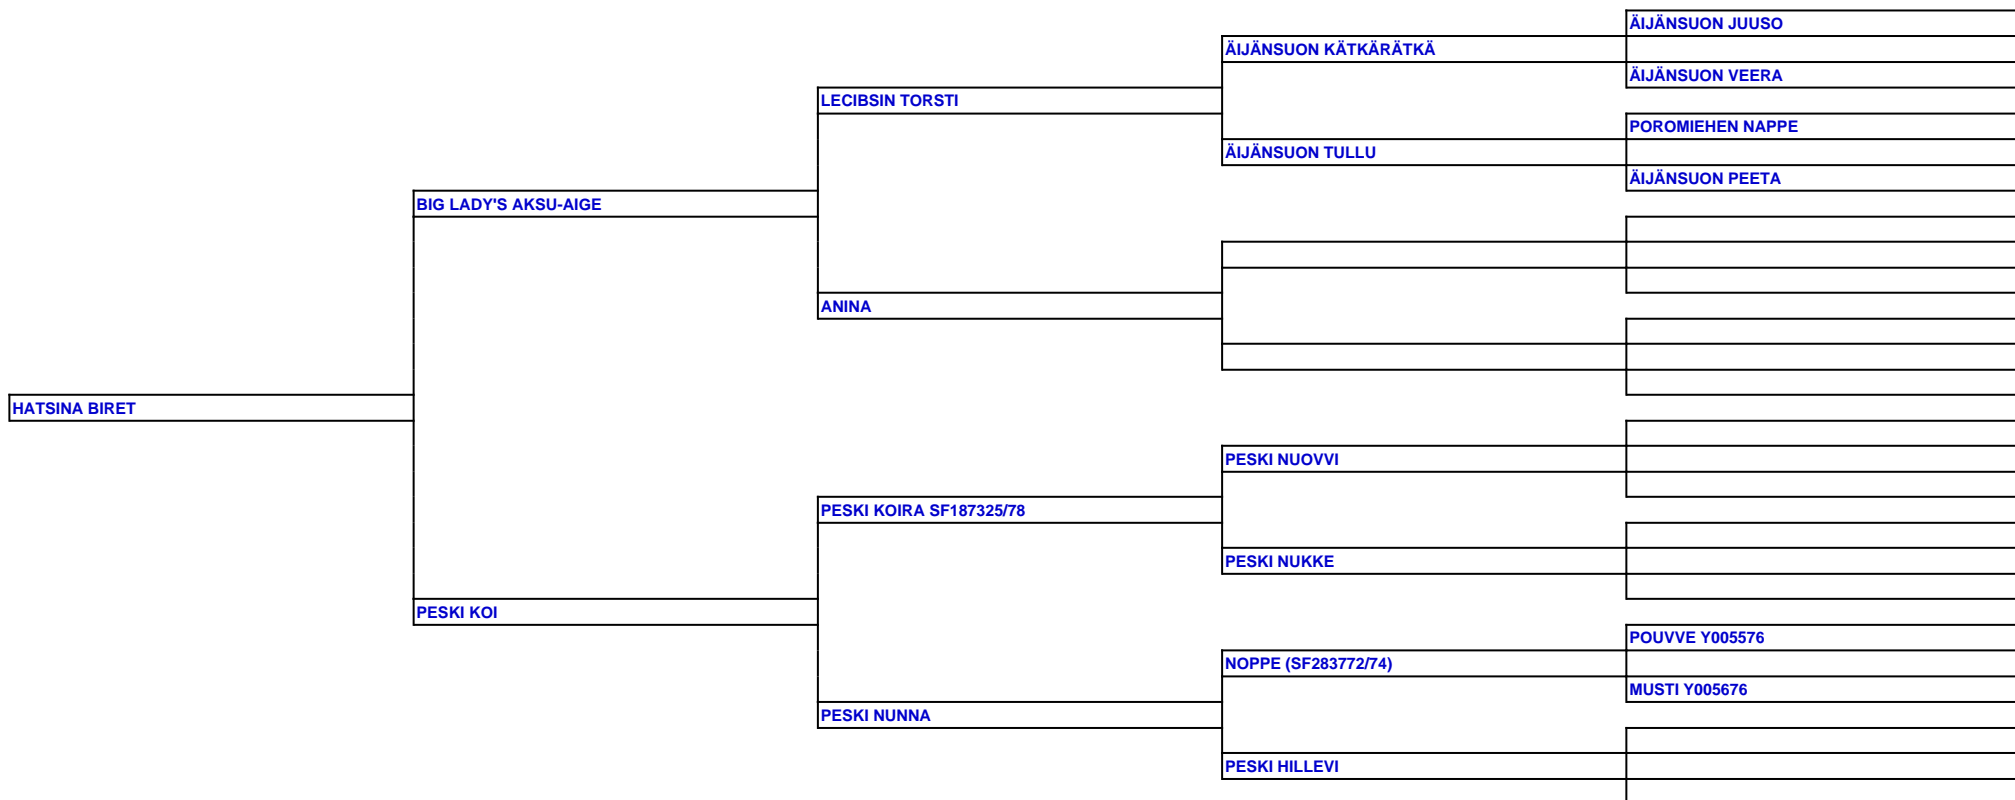 ÄIJÄNSUON JUUSO
ÄIJÄNSUON KÄTKÄRÄTKÄ
ÄIJÄNSUON VEERA
LECIBSIN TORSTI
POROMIEHEN NAPPE
ÄIJÄNSUON TULLU
ÄIJÄNSUON PEETA
BIG LADY'S AKSU-AIGE
ANINA
HATSINA BIRET
PESKI NUOVVI
PESKI KOIRA SF187325/78
PESKI NUKKE
PESKI KOI
POUVVE Y005576
NOPPE (SF283772/74)
MUSTI Y005676
PESKI NUNNA
PESKI HILLEVI